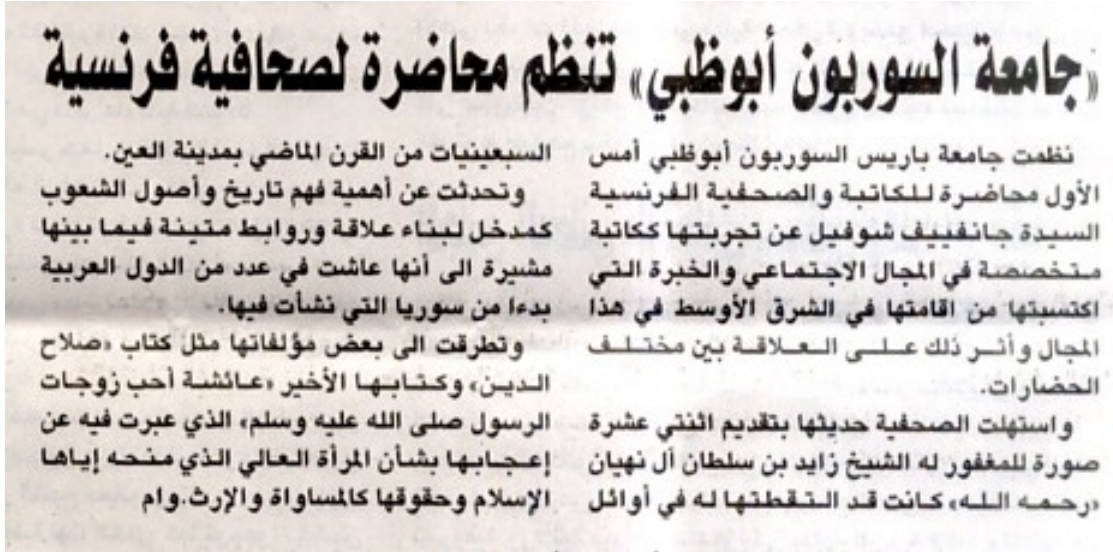 «جامعة السوربون أبوظبي» تنظم محاضرة لصحافية فرنسية
نظمت جامعة باريس السوربون أبوظبي أمس
الأول محاضرة للكاتبة والصحفية الفرنسية
السيدة جانفييف شوفيل عن تجربتها ككاتبة
متخصصة في المجال الاجتماعي والخبرة التي
اكتسبتها من إقامتها في الشرق الأوسط في هذا
المجال وأثر ذلك على العلاقة بين مختلف
الحضارات.
واستهلت الصحفية حديثها بتقديم اثنتي عشرة
صورة للمغفور له الشيخ زايد بن سلطان آل نهيان
«رحمه الله» كانت قد التقطتها له في أوائل
السبعينيات من القرن الماضي بمدينة العين.
وتحدثت عن أهمية فهم تاريخ وأصول الشعوب
كمدخل لبناء علاقة وروابط متينة فيما بينها
مشيرة الى أنها عاشت في عدد من الدول العربية
بدءا من سوريا التي نشأت فيها.
وتطرقت الى بعض مؤلفاتها مثل كتاب «صلاح
الدين» وكتابها الأخير «عائشة أحب زوجات
الرسول صلى الله عليه وسلم» الذي عبرت فيه عن
إعجابها بشأن المرأة العالي الذي منحه إياها
الإسلام وحقوقها كالمساواة والإرث.وام